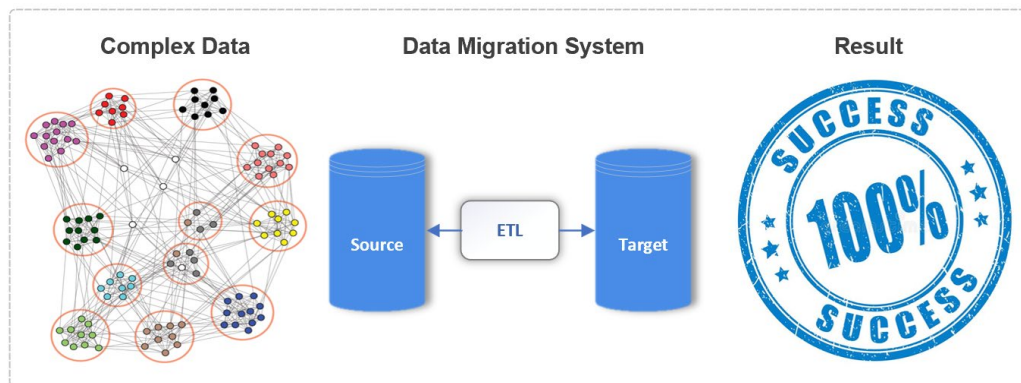 Complex Data
Data Migration System
Result
Source
ETL
Target
SUCCESS
100%
SUCCESS